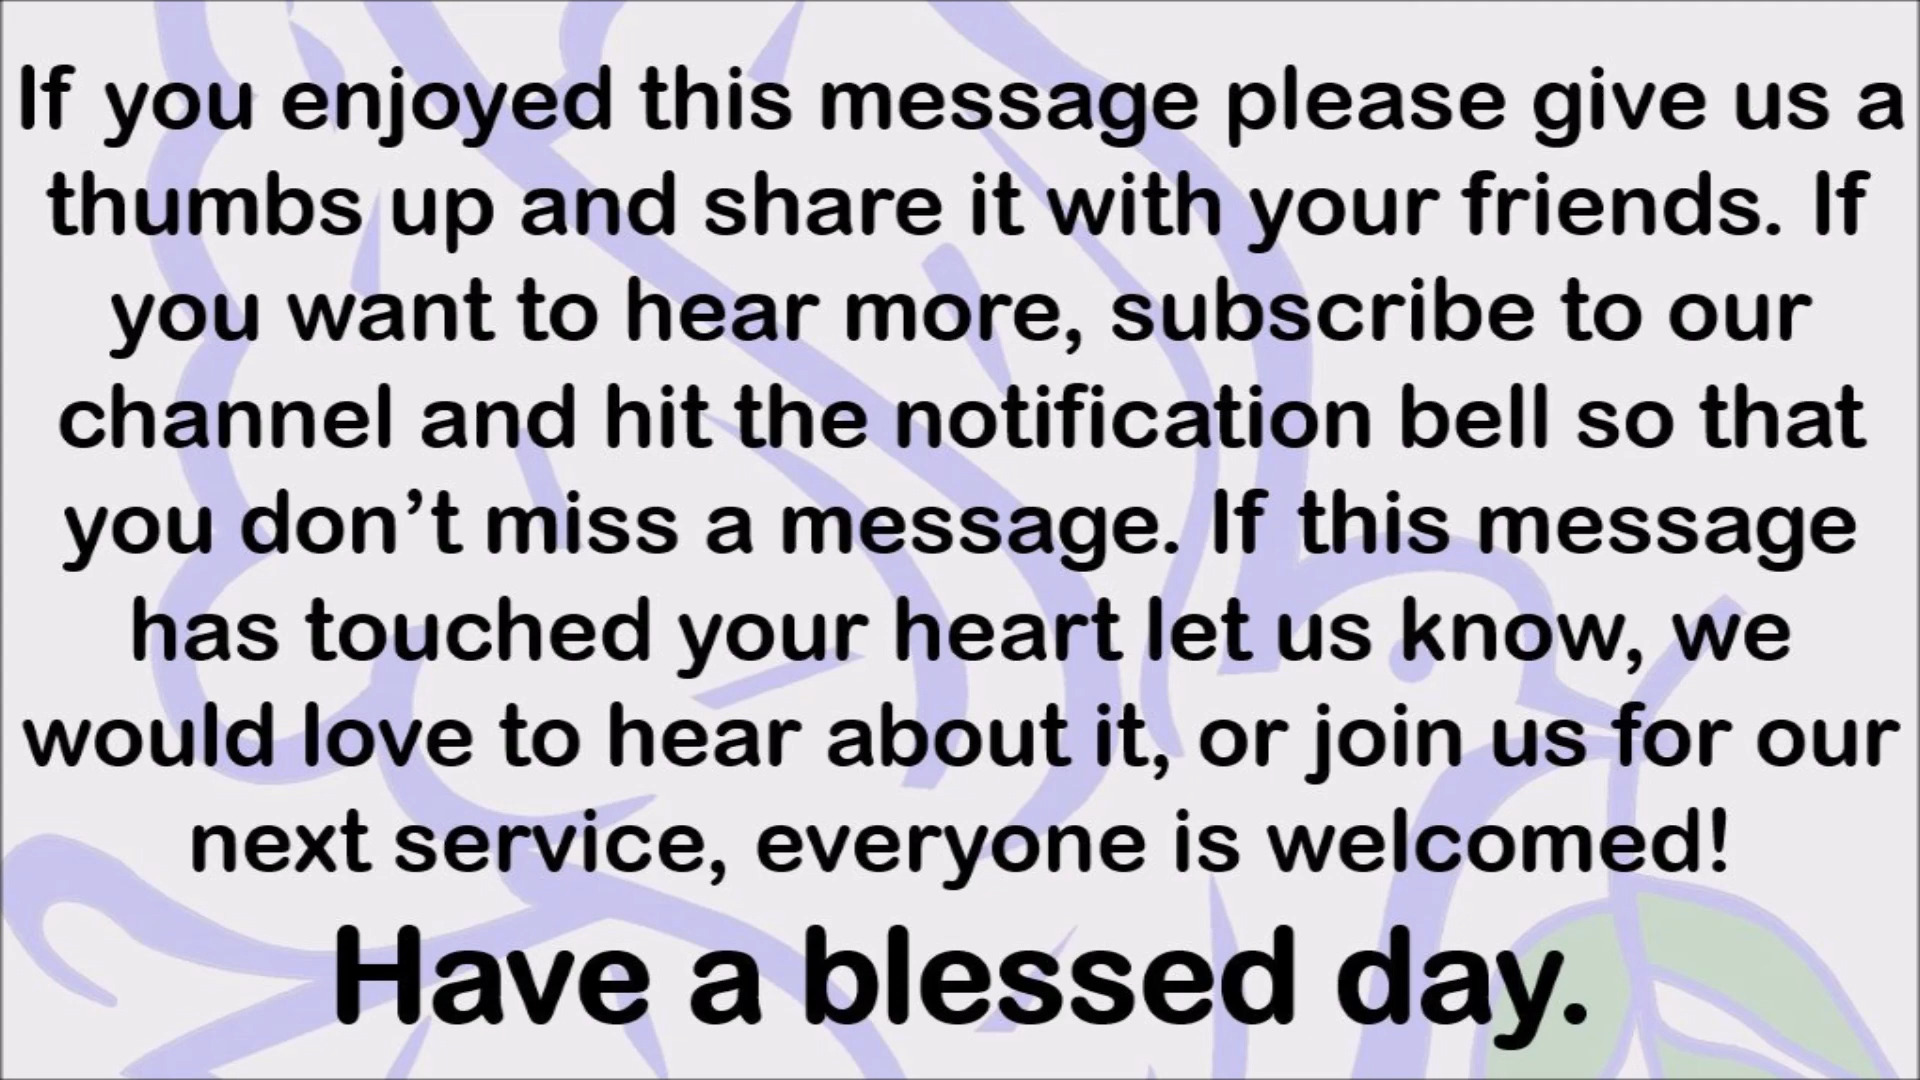 If you enjoyed this message please give us a
thumbs up and share it with your friends. If
you want to hear more, subscribe to our
channel and hit the notification bell so that
you don’t miss a message. If this message
has touched your heart let us know, we
would love to hear about it, or join us for our
next service, everyone is welcomed!
Have a blessed day.